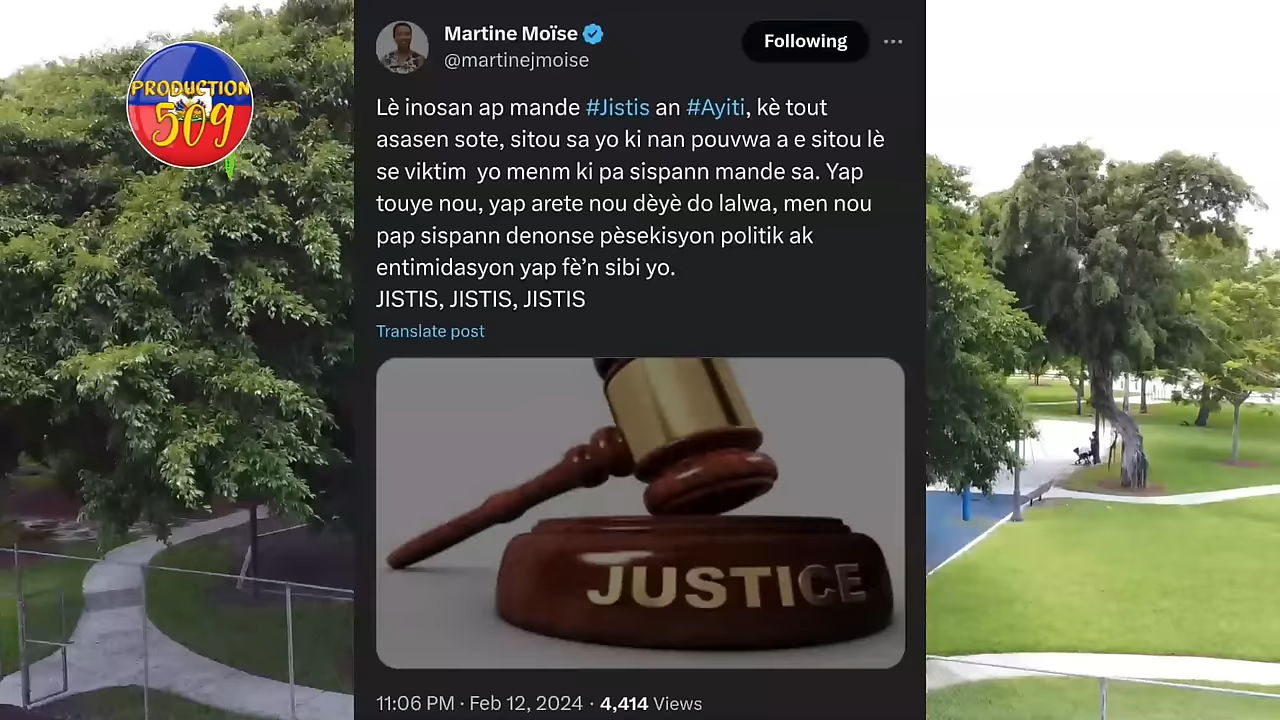 PRODUCTION
509
Martine Moïse
@martinejmoise
Following
Lè inosan ap mande #Jistis an #Ayiti, kè tout
asasen sote, sitou sa yo ki nan pouvwa a e sitou lè
se viktim  yo menm ki pa sispann mande sa. Yap
touye nou, yap arete nou dèyè do lalwa, men nou
pap sispann denonse pèsekisyon politik ak
entimidasyon yap fè’n sibi yo.
JISTIS, JISTIS, JISTIS
Translate post
JUSTICE
11:06 PM · Feb 12, 2024 · 4,414 Views